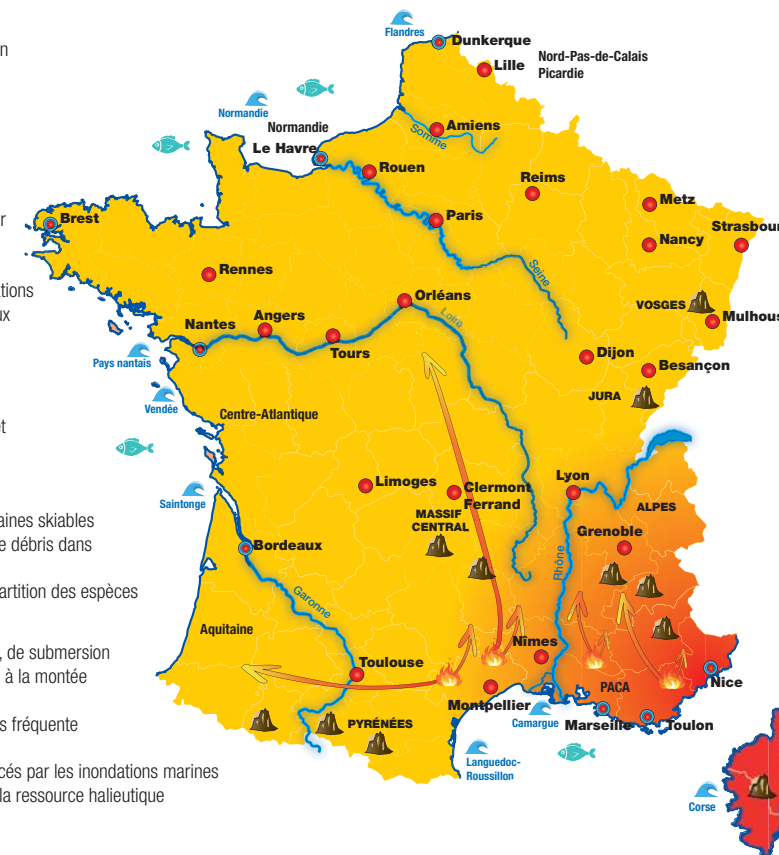 n
r
ations
ux
et
aines skiables
e débris dans
artition des espèces
, de submersion
à la montée
s fréquente
cés par les inondations marines
la ressource halieutique
Flandres
Dunkerque
Lille
Nord-Pas-de-Calais
Picardie
Normandie
Normandie
Le Havre
Somme
Amiens
Rouen
Reims
Metz
Paris
Strasbour
Nancy
Brest
Rennes
Seine
VOSGES
Mulhous
Orléans
Loire
Angers
Nantes
Tours
Dijon
Besançon
Pays nantais
JURA
Vendée
Centre-Atlantique
Limoges
Clermont
Ferrand
Lyon
Saintonge
MASSIF
CENTRAL
ALPES
Grenoble
Bordeaux
Rhône
Garonne
Aquitaine
Nîmes
Toulouse
Nice
PACA
Montpellier
Camargue
Marseille
Toulon
PYRÉNÉES
Languedoc-
Roussillon
Corse